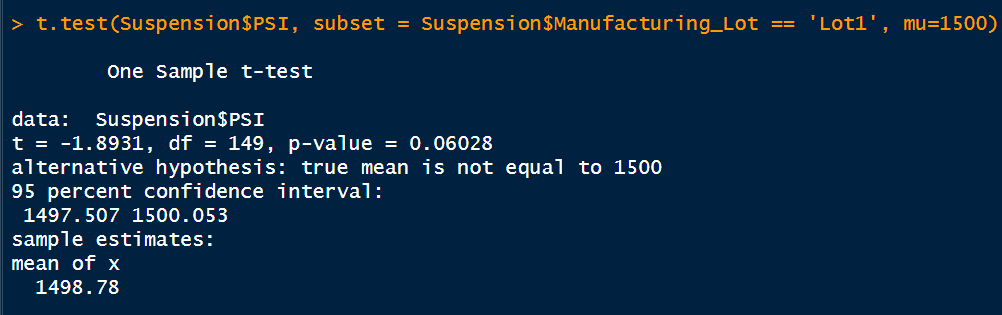 > t.test(Suspension$PSI, subset = Suspension$Manufacturing_Lot == 'Lot1', mu=1500)
One Sample t-test
data:  Suspension$PSI
t = -1.8931, df = 149, p-value = 0.06028
alternative hypothesis: true mean is not equal to 1500
95 percent confidence interval:
1497.507 1500.053
sample estimates:
mean of x
1498.78